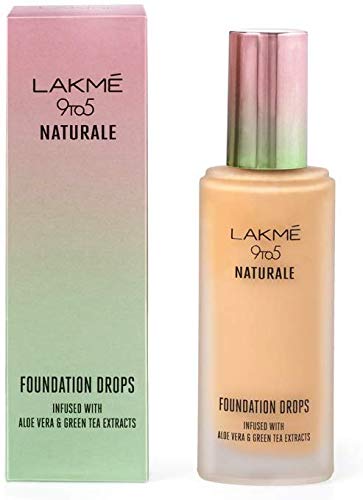 LAKMÉ
9TO5
NATURALE
FOUNDATION DROPS
INFUSED WITH
ALOE VERA & GREEN TEA EXTRACTS
LAKMÉ
9TO5
NATURALE
FOUNDATION DROPS
INFUSED WITH
ALOE VERA & GREEN TEA EXTRACTS